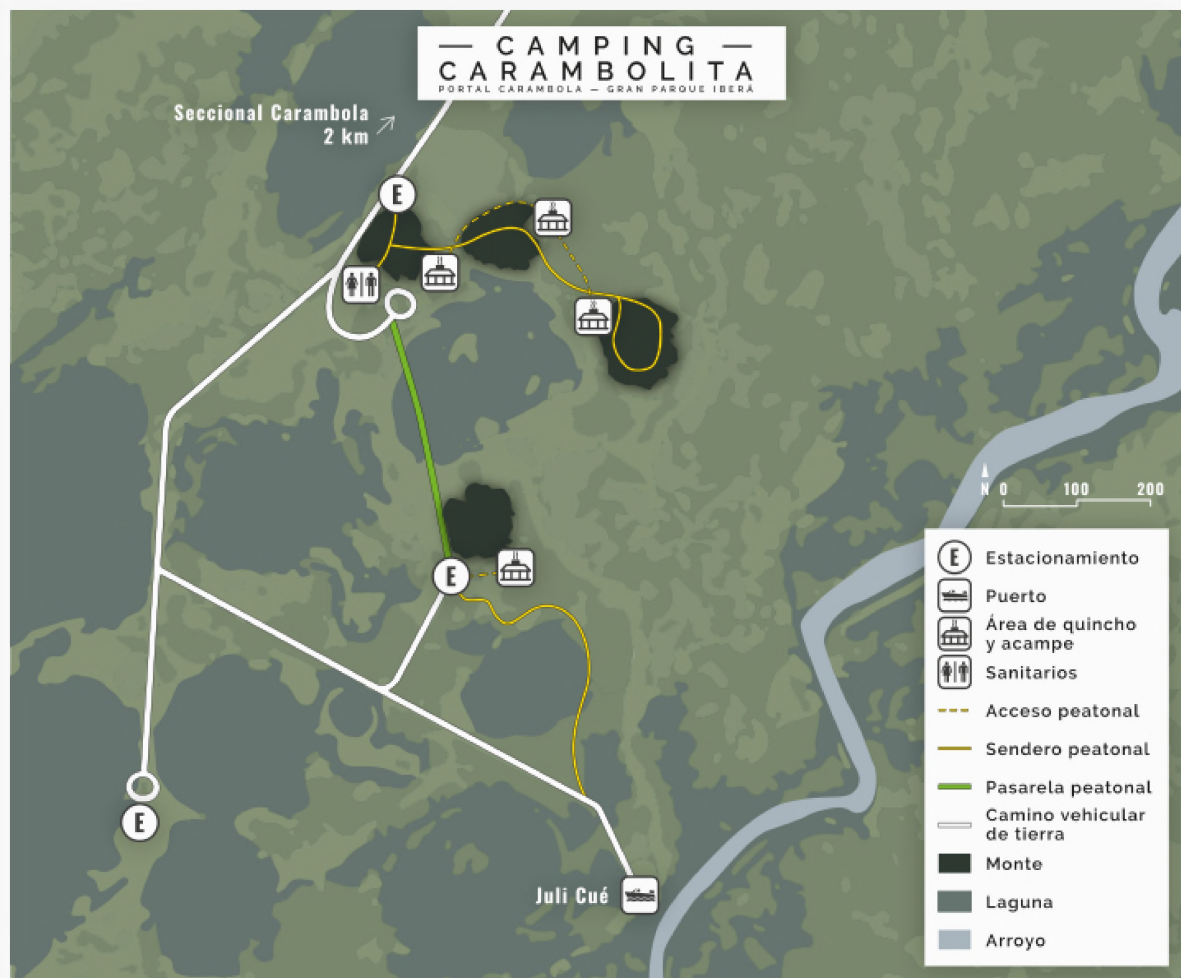 CAMPING
CARAMBOLITA
PORTAL CARAMBOLA — GRAN PARQUE IBERÁ
Seccional Carambola
2 km
E
E
E
Juli Cué
N 0 100 200
E Estacionamiento
Puerto
Área de quincho
y acampe
Sanitarios
Acceso peatonal
Sendero peatonal
Pasarela peatonal
Camino vehicular
de tierra
Monte
Laguna
Arroyo